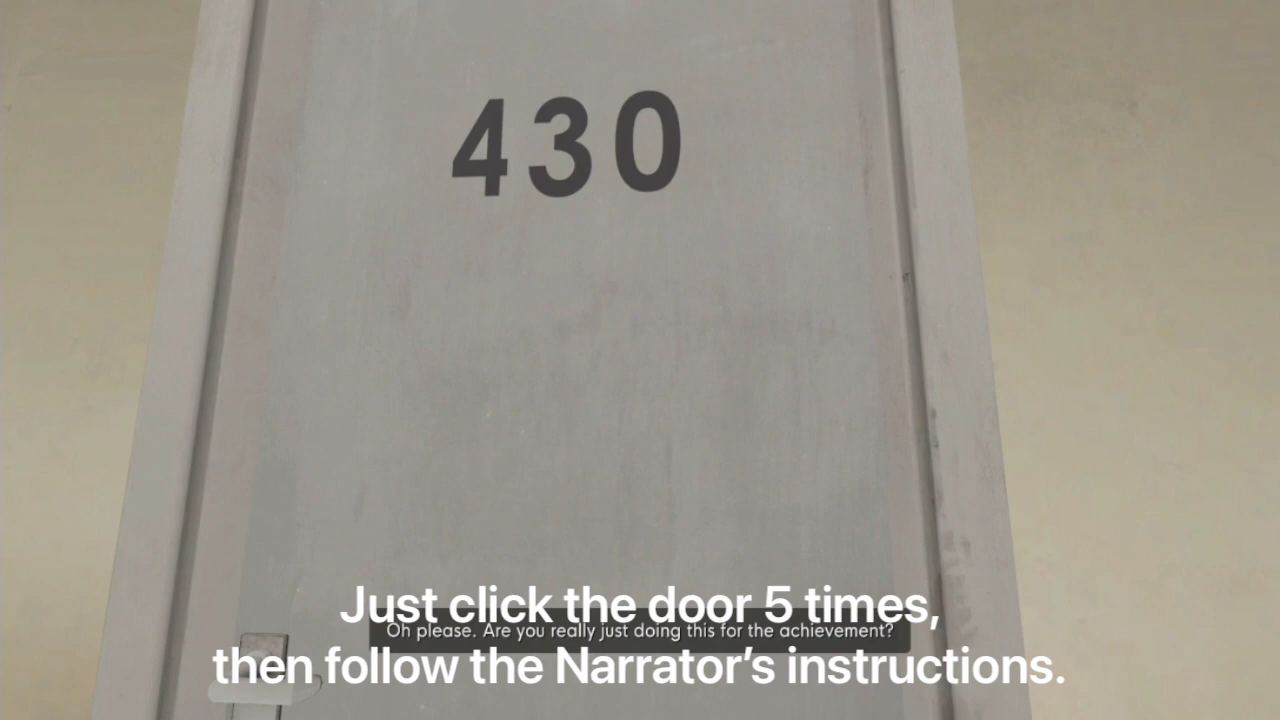 430
Just click the door 5 times,
Oh please. Are you really just doing this for the achievement?
then follow the Narrator’s instructions.